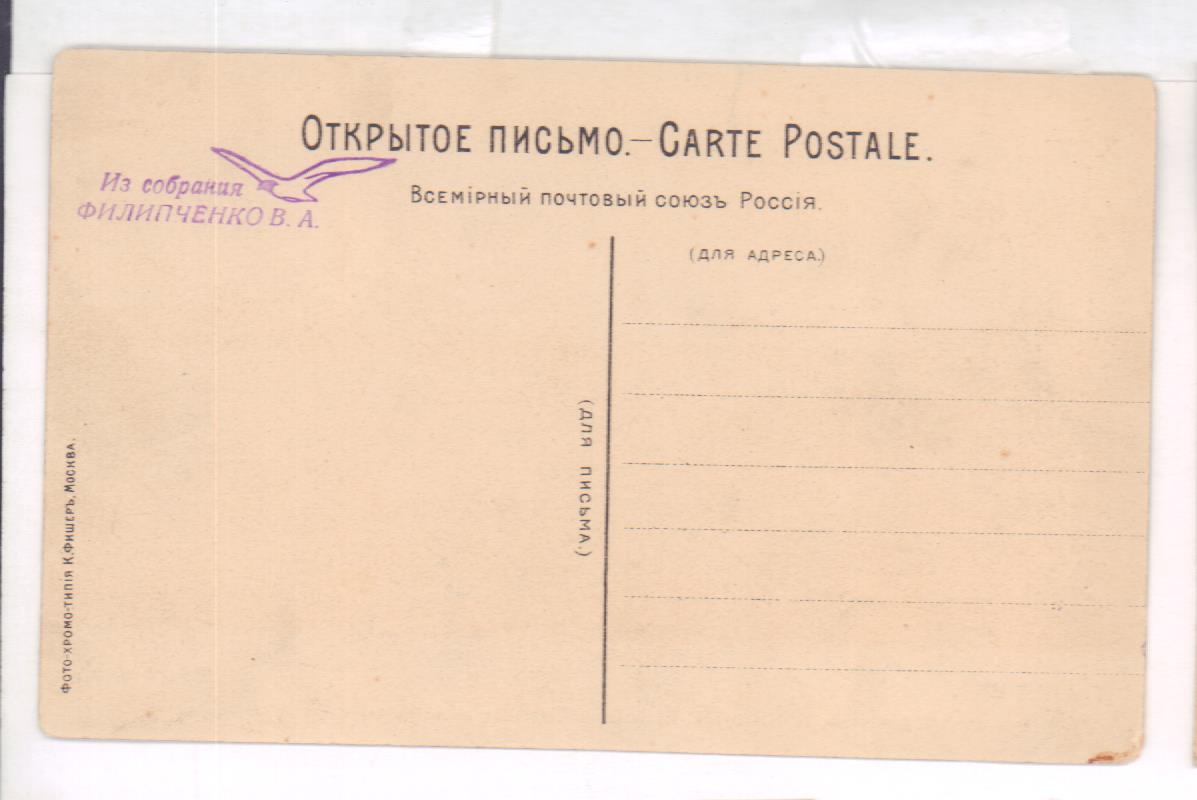 Открытое письмо.—Carte Postale.
Из собрания
ФИЛИПЧЕНКО В. А.
Всемірный почтовый союзъ Россія.
(для адреса.)
(для письма.)
Фото-хромо-типія К. Фишеръ, Москва.